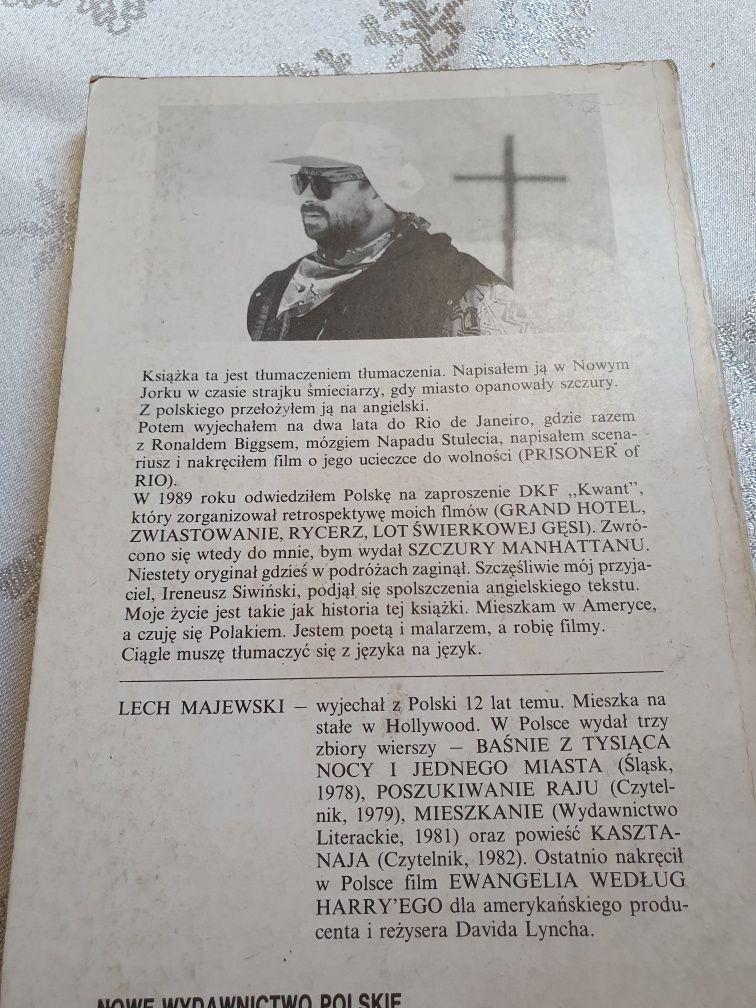 Książka ta jest tłumaczeniem tłumaczenia. Napisałem ją w Nowym
Jorku w czasie strajku śmieciarzy, gdy miasto opanowały szczury.
Z polskiego przełożyłem ją na angielski.
Potem wyjechałem na dwa lata do Rio de Janeiro, gdzie razem
z Ronaldem Biggsem, mózgiem Napadu Stulecia, napisałem scena-
riusz i nakręciłem film o jego ucieczce do wolności (PRISONER of
RIO).
W 1989 roku odwiedziłem Polskę na zaproszenie DKF „Kwant”,
który zorganizował retrospektywę moich flmów (GRAND HOTEL,
ZWIASTOWANIE, RYCERZ, LOT ŚWIERKOWEJ GĘSI). Zwró-
cono się wtedy do mnie, bym wydał SZCZURY MANHATTANU.
Niestety oryginał gdzieś w podróżach zaginął. Szczęśliwie mój przyja-
ciel, Ireneusz Siwiński, podjął się spolszczenia angielskiego tekstu.
Moje życie jest takie jak historia tej książki. Mieszkam w Ameryce,
a czuję się Polakiem. Jestem poetą i malarzem, a robię filmy.
Ciągle muszę tłumaczyć się z języka na język.
LECH MAJEWSKI – wyjechał z Polski 12 lat temu. Mieszka na
stałe w Hollywood. W Polsce wydał trzy
zbiory wierszy – BAŚNIE Z TYSIĄCA
NOCY I JEDNEGO MIASTA (Śląsk,
1978), POSZUKIWANIE RAJU (Czytel-
nik, 1979), MIESZKANIE (Wydawnictwo
Literackie, 1981) oraz powieść KASZTA-
NAJA (Czytelnik, 1982). Ostatnio nakręcił
w Polsce film EWANGELIA WEDŁUG
HARRY'EGO dla amerykańskiego produ-
centa i reżysera Davida Lyncha.
NOWE WYDAWNICTWO POLSKIE